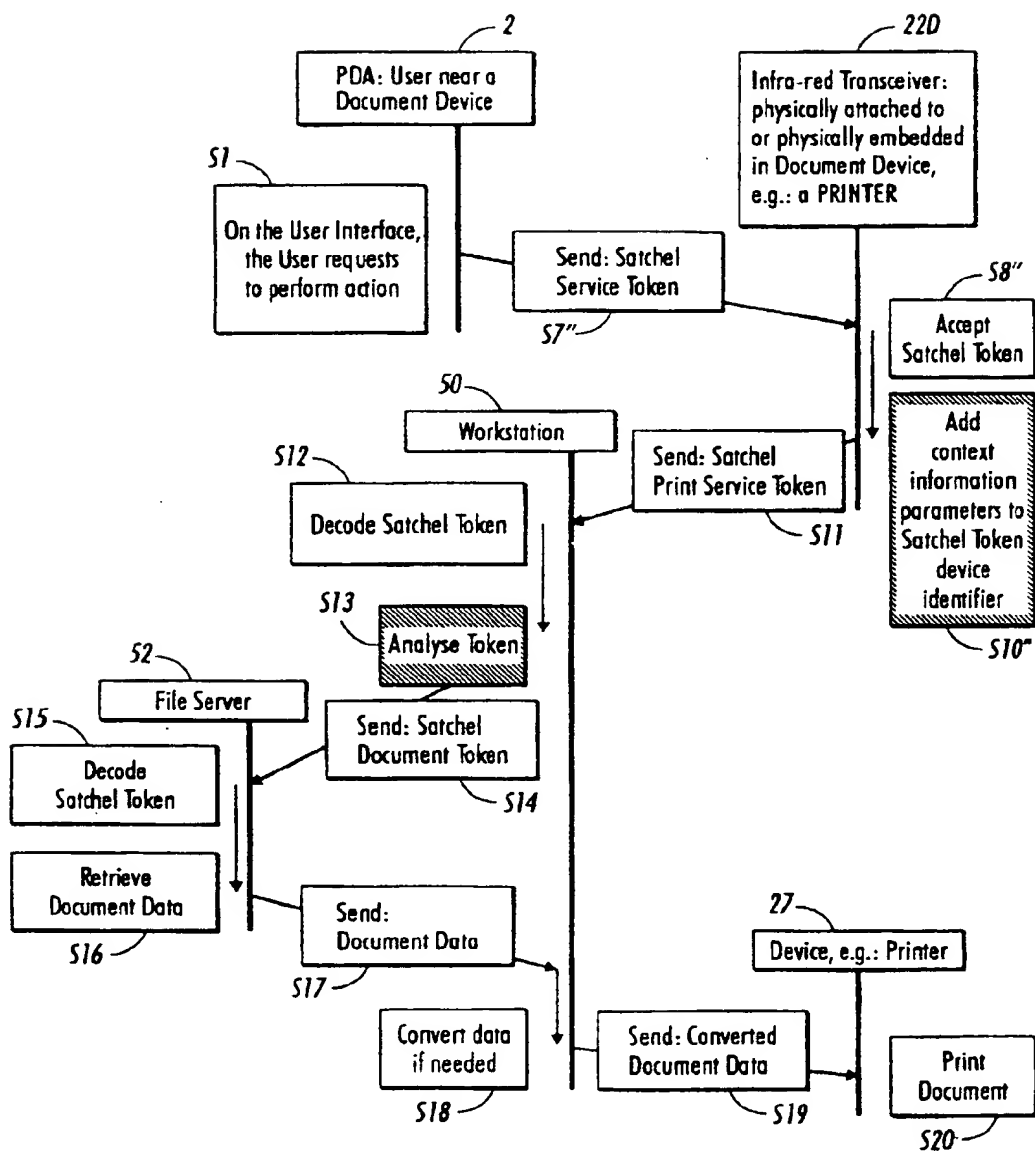 2
PDA: User near a
Document Device
22D
Infra-red Transceiver:
physically attached to
or physically embedded
in Document Device,
e.g.: a PRINTER
S1
On the User Interface,
the User requests
to perform action
Send: Satchel
Service Token
S7"
S8"
Accept
Satchel Token
50
Workstation
S12
Decode Satchel Token
Send: Satchel
Print Service Token
S11
Add
context
information
parameters to
Satchel Token
device
identifier
S10"
S13
Analyse Token
52
File Server
S15
Decode
Satchel Token
Send: Satchel
Document Token
S14
Retrieve
Document Data
S16
Send:
Document Data
S17
27
Device, e.g.: Printer
Convert data
if needed
S18
Send: Converted
Document Data
S19
Print
Document
S20